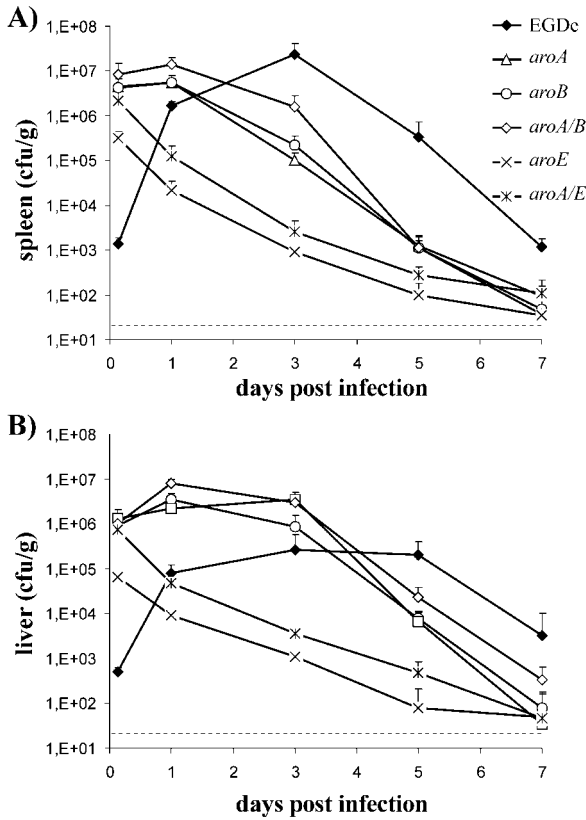 A)
spleen (cfu/g)
1,E+08
1,E+07
1,E+06
1,E+05
1,E+04
1,E+03
1,E+02
1,E+01
0 1 2 3 4 5 6 7
days post infection
EGDe
aroA
aroB
aroA/B
aroE
aroA/E
B)
liver (cfu/g)
1,E+08
1,E+07
1,E+06
1,E+05
1,E+04
1,E+03
1,E+02
1,E+01
0 1 2 3 4 5 6 7
days post infection